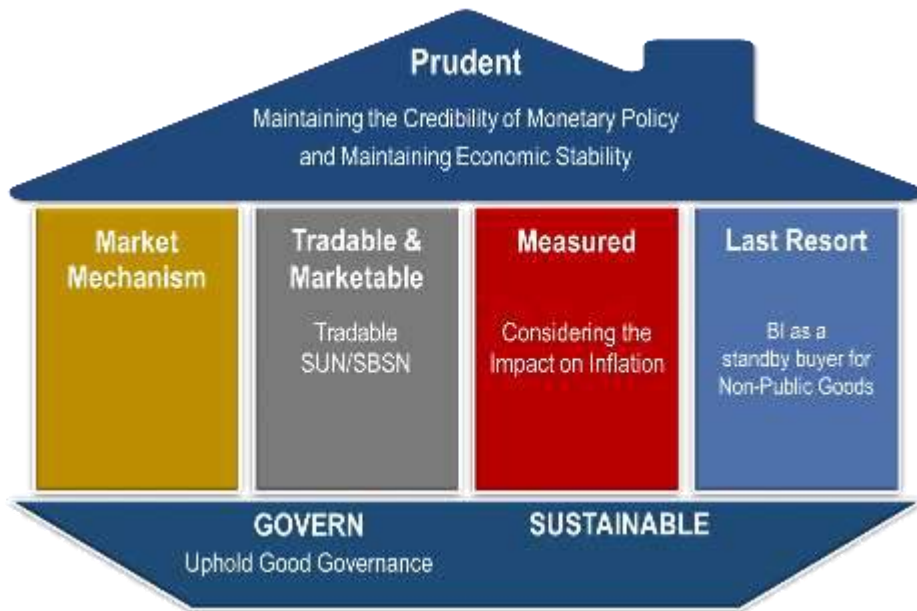 Prudent
Maintaining the Credibility of Monetary Policy
and Maintaining Economic Stability
Market
Mechanism
Tradable &
Marketable
Tradable
SUN/SBSN
Measured
Considering the
Impact on Inflation
Last Resort
BI as a
standby buyer for
Non-Public Goods
GOVERN
Uphold Good Governance
SUSTAINABLE